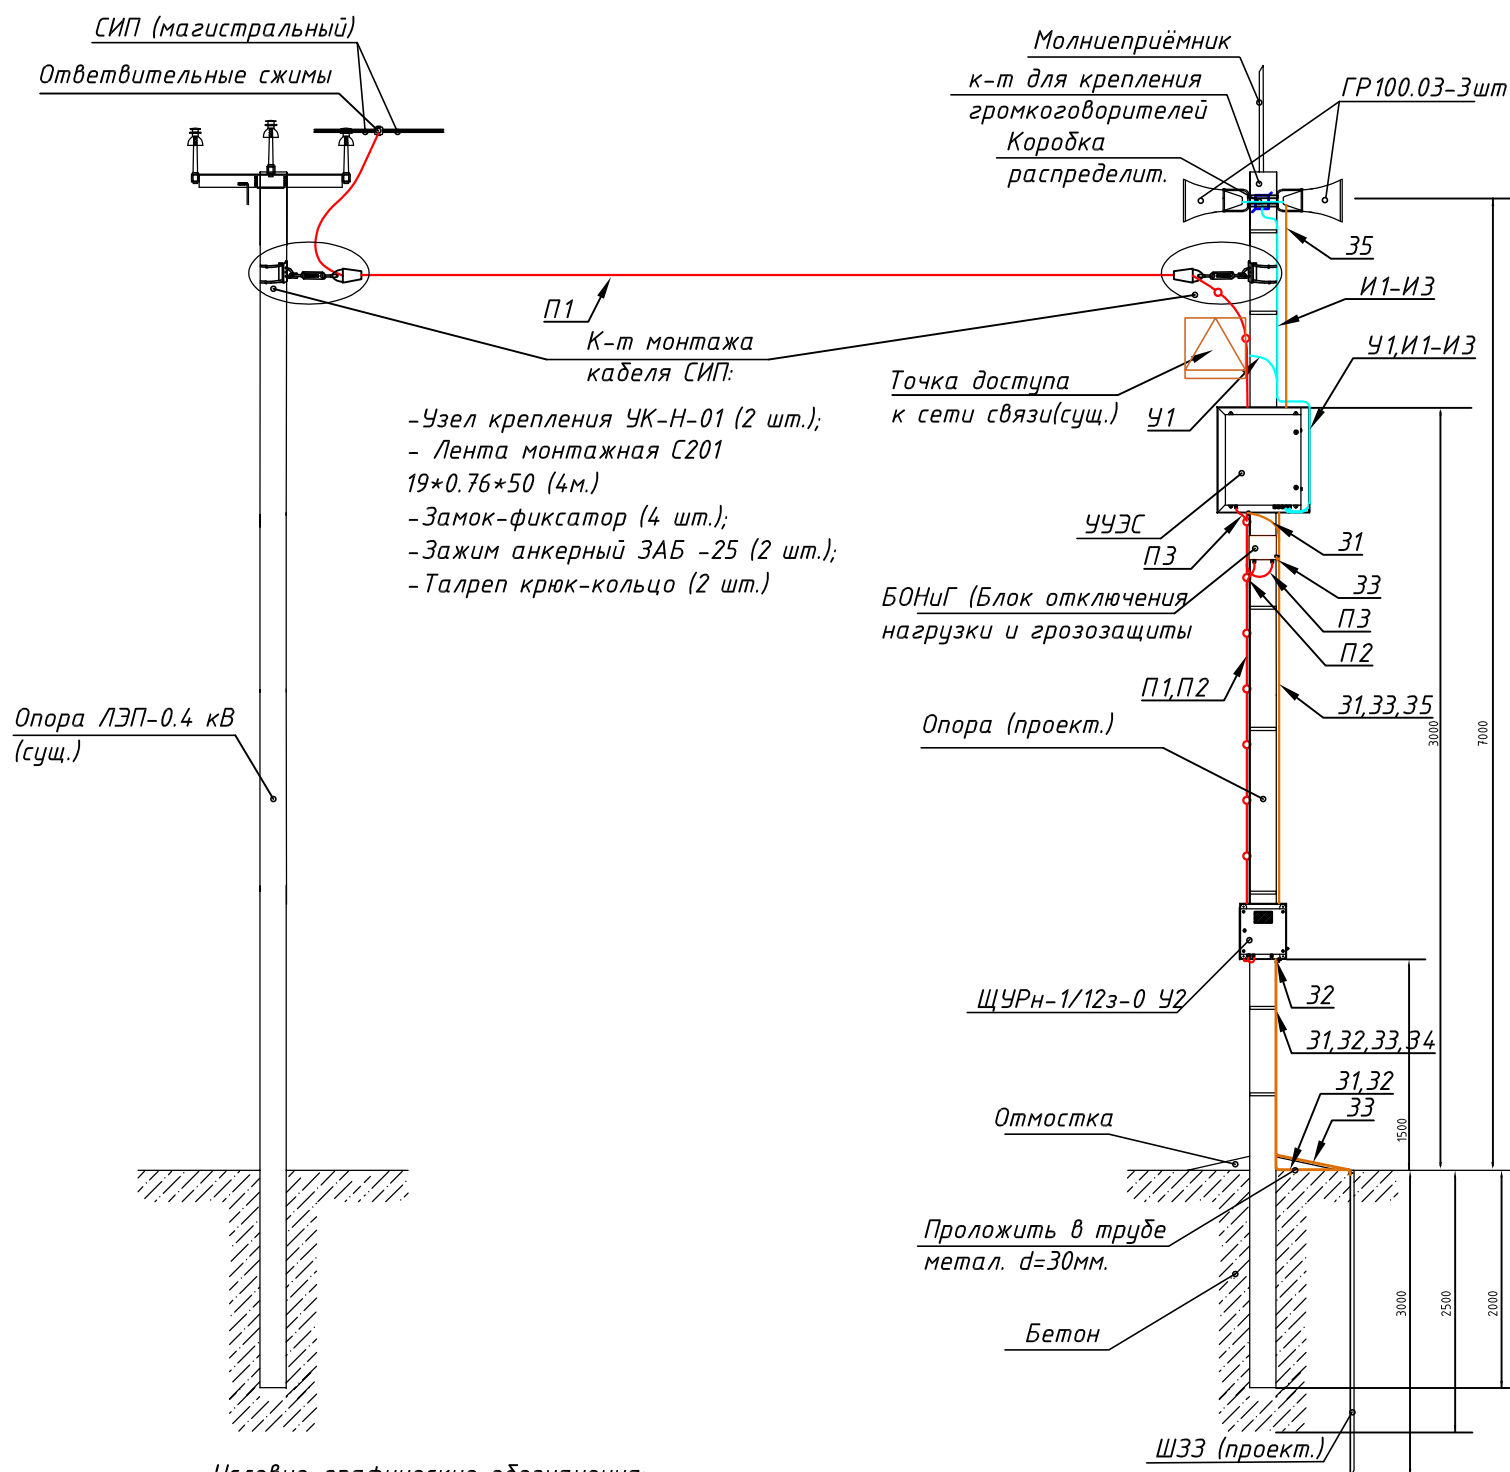 СИП (магистральный)
Ответвительные сжимы
П1
К-т монтажа
кабеля СИП:
-Узел крепления УК-Н-01 (2 шт.);
- Лента монтажная С201
19*0.76*50 (4м.)
-Замок-фиксатор (4 шт.);
-Зажим анкерный ЗАБ -25 (2 шт.);
-Талреп крюк-кольцо (2 шт.)
Опора ЛЭП-0.4 кВ
(сущ.)
Молниеприёмник
к-т для крепления
громкоговорителей
Коробка
распределит.
ГР100.03-3шт
З5
И1-И3
У1,И1-И3
Точка доступа
к сети связи(сущ.)
У1
УУЭС
П3
З1
З3
БОНиГ (Блок отключения
нагрузки и грозозащиты
П3
П2
П1,П2
З1,З3,З5
Опора (проект.)
3000
7000
ЩУРн-1/12з-0 У2
З2
З1,З2,З3,З4
З1,З2
З3
1500
Отмостка
Проложить в трубе
метал. d=30мм.
Бетон
3000
2500
2000
ШЗЗ (проект.)